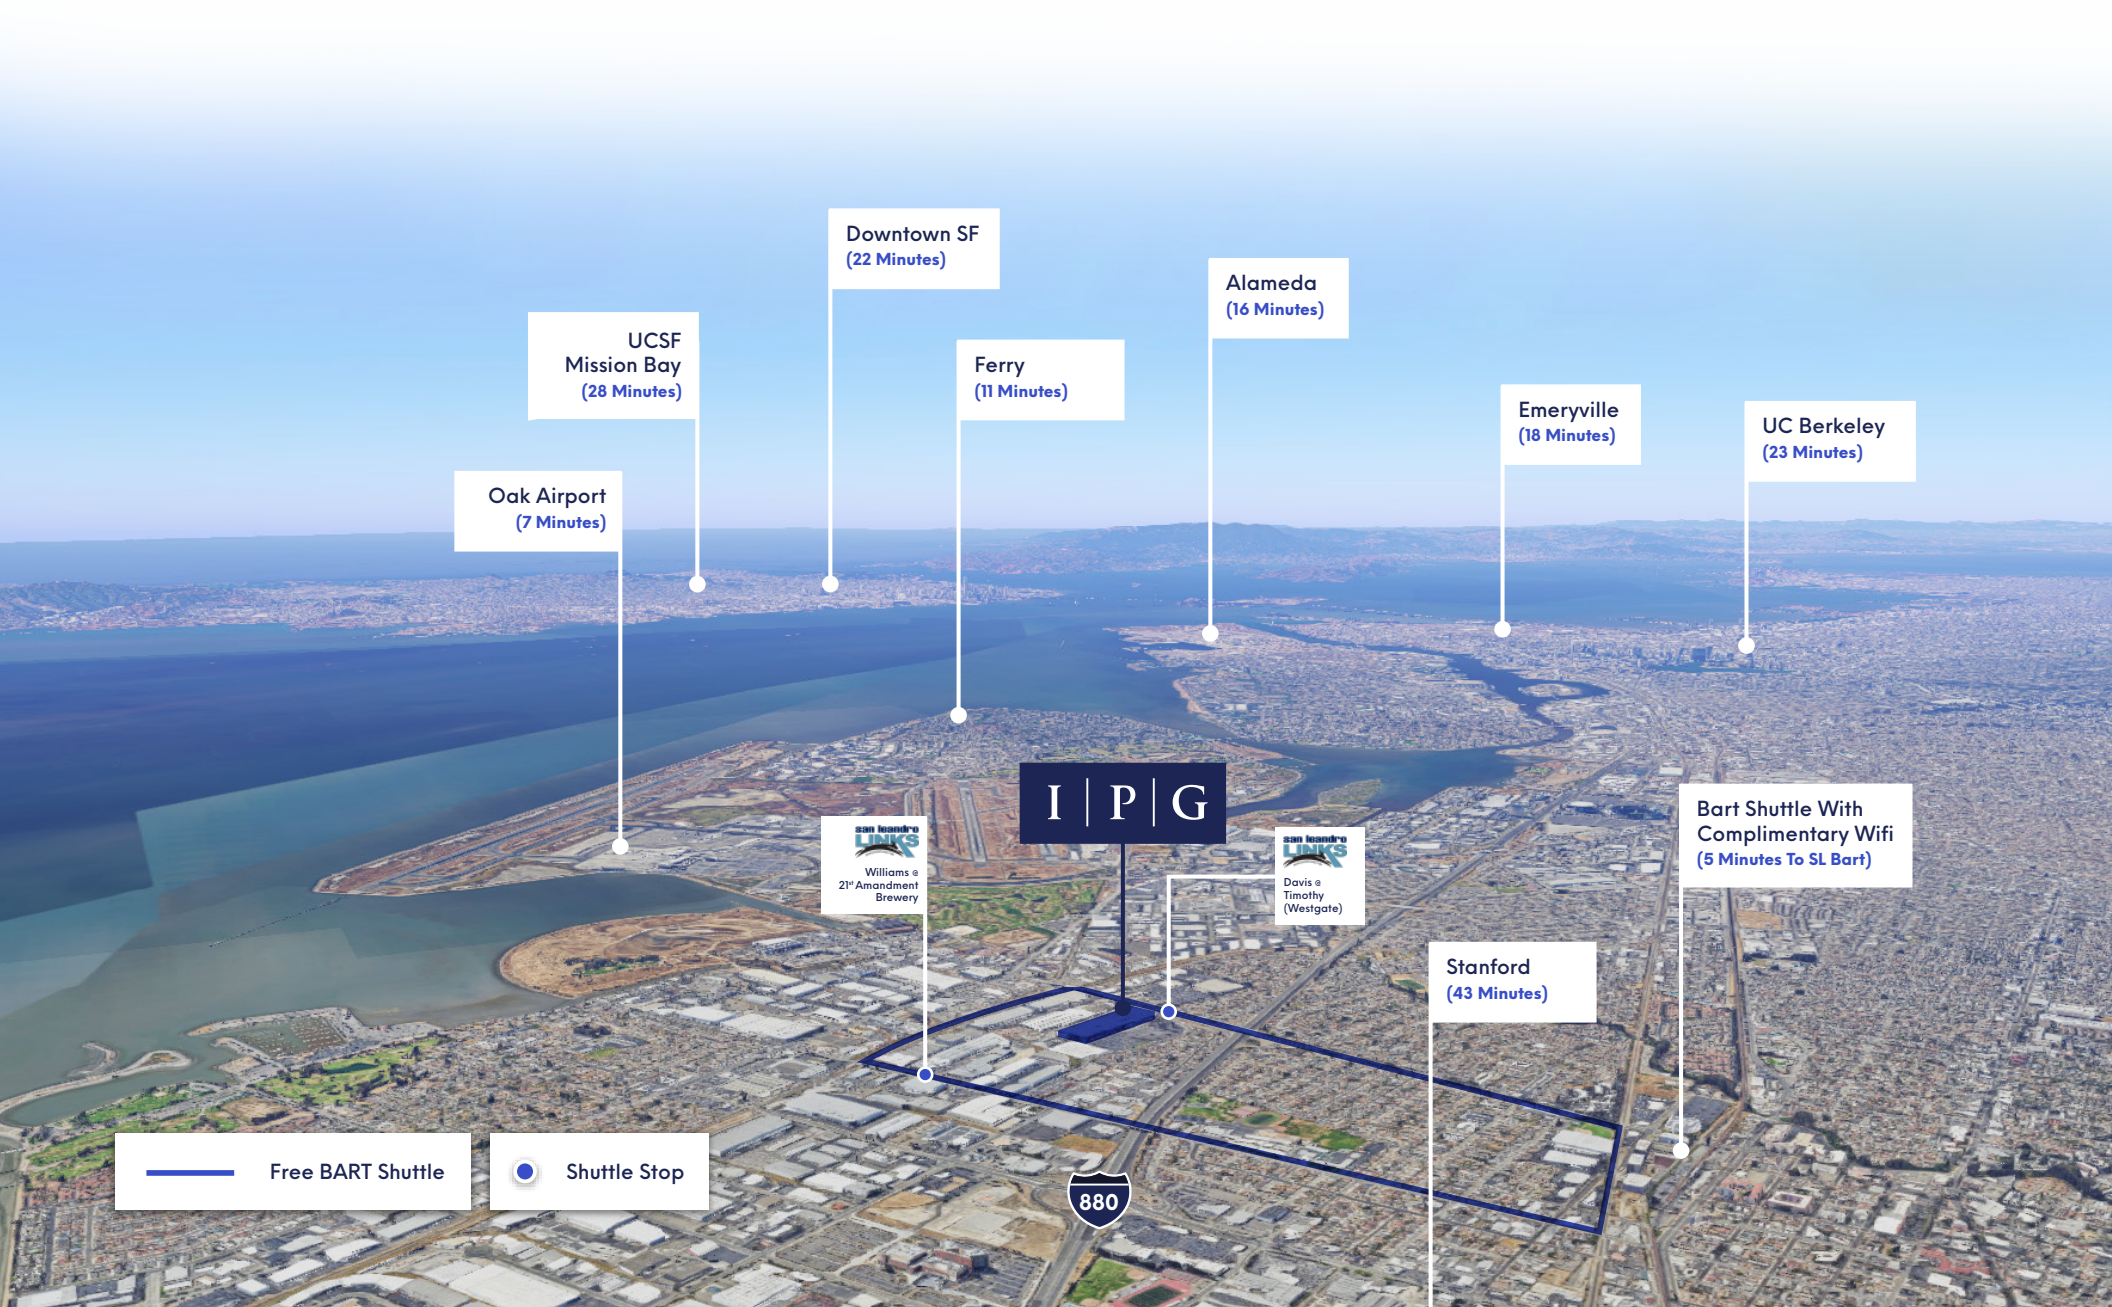 Downtown SF
(22 Minutes)
Alameda
(16 Minutes)
UCSF
Mission Bay
(28 Minutes)
Ferry
(11 Minutes)
Emeryville
(18 Minutes)
UC Berkeley
(23 Minutes)
Oak Airport
(7 Minutes)
I|P|G
Bart Shuttle With
Complimentary Wifi
(5 Minutes To SL Bart)
san leandro
LINKS
Williams @
21st Amandment
Brewery
san leandro
LINKS
Davis @
Timothy
(Westgate)
Stanford
(43 Minutes)
Free BART Shuttle
Shuttle Stop
880